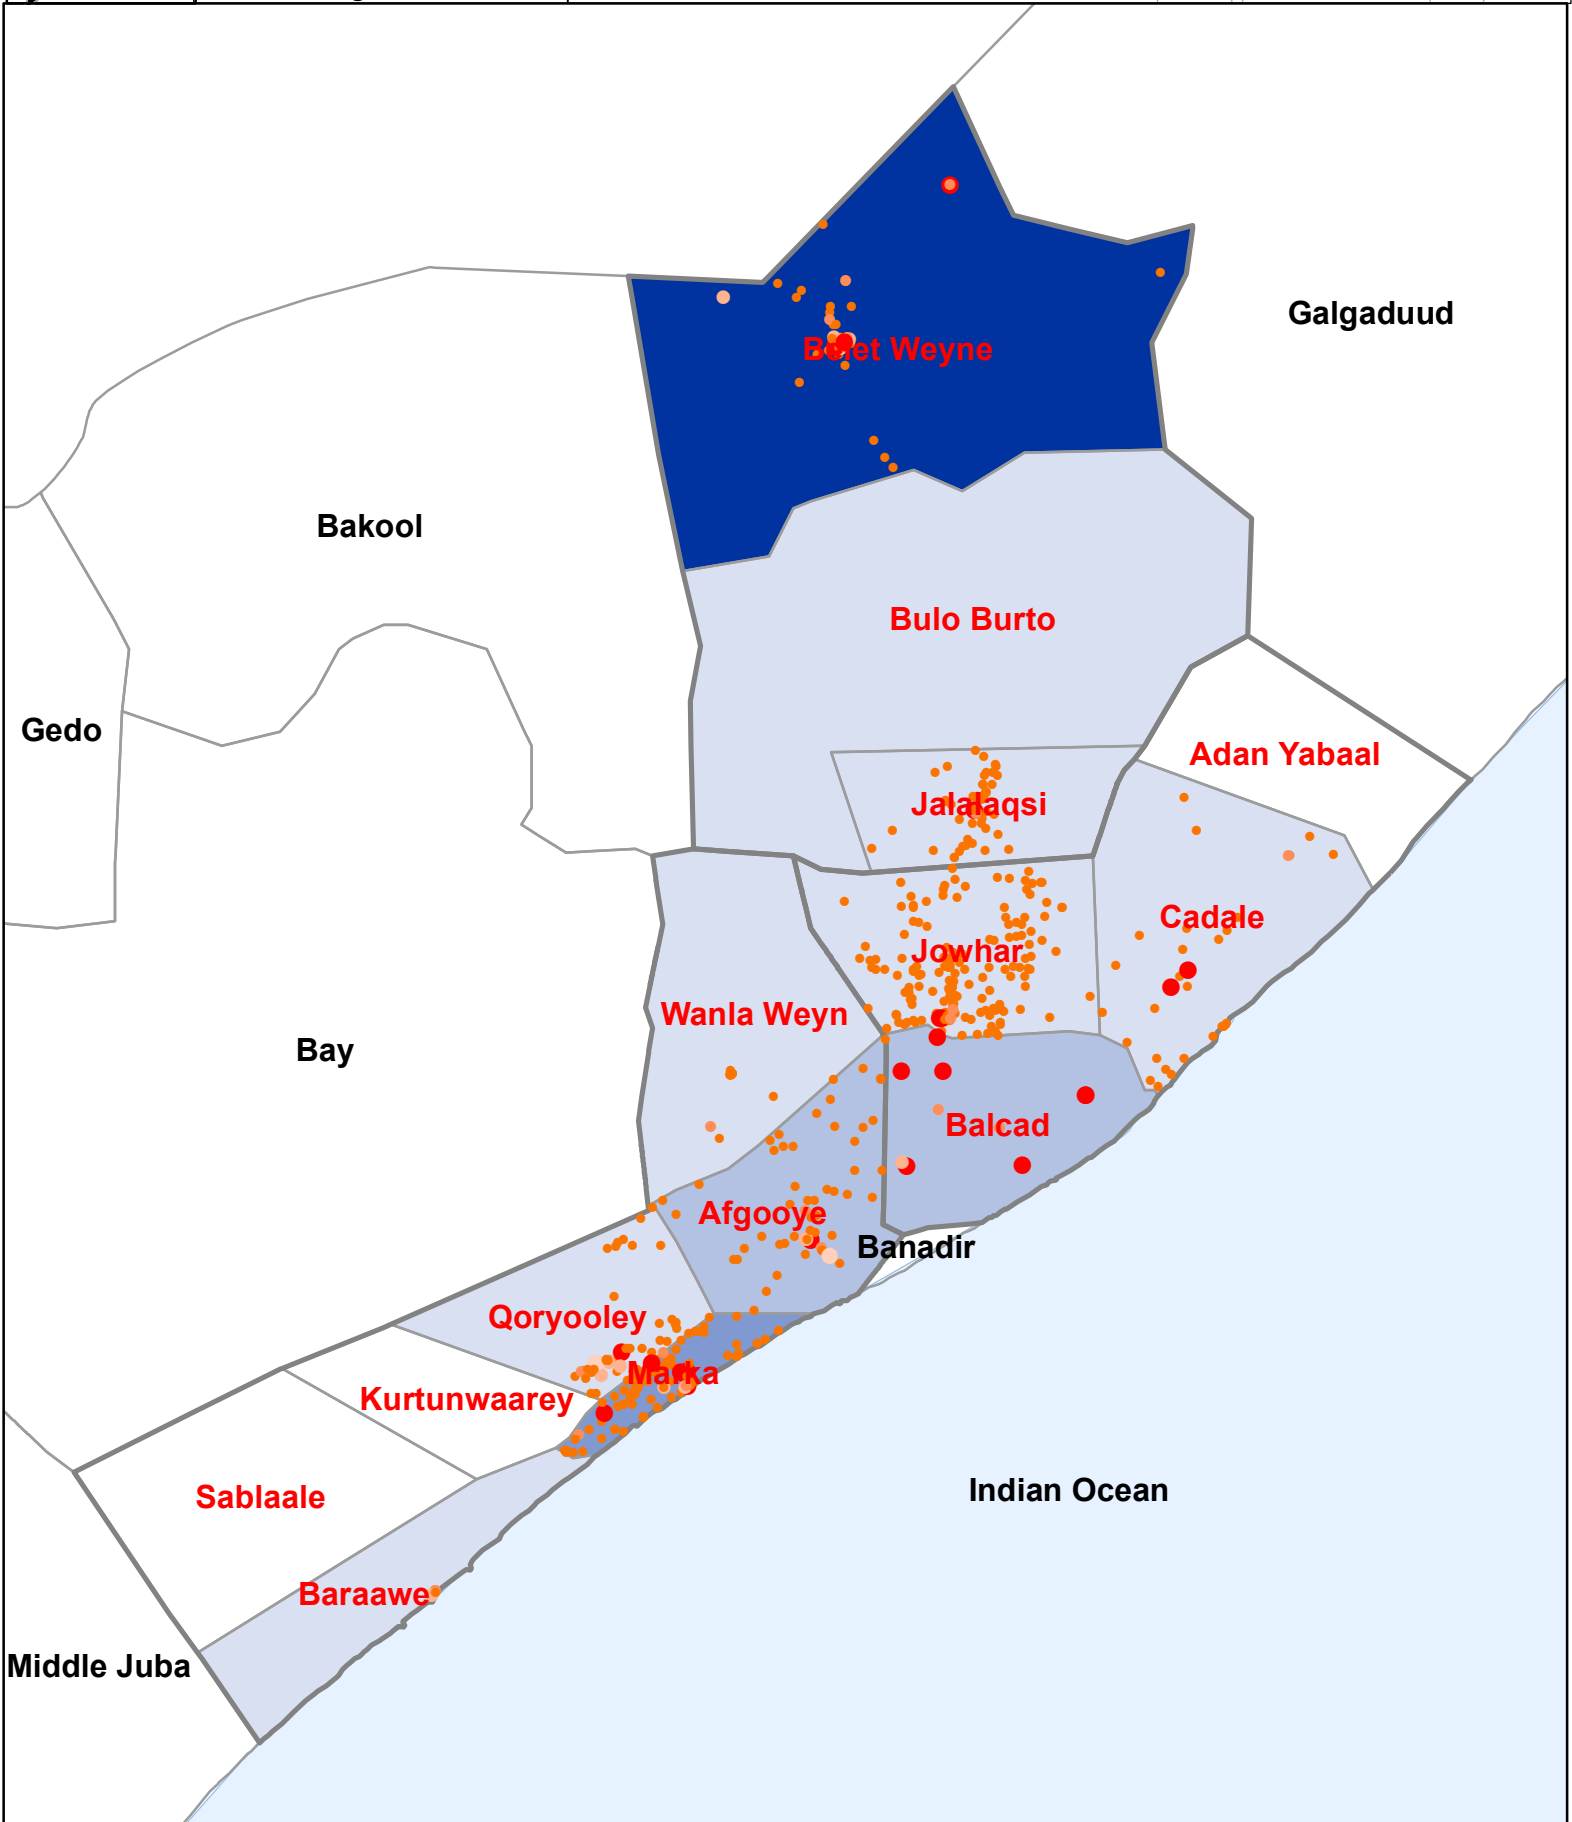 Galgaduud
Belet Weyne
Bakool
Bulo Burto
Gedo
Adan Yabaal
Jalalaqsi
Cadale
Jowhar
Wanla Weyn
Bay
Balcad
Afgooye
Banadir
Qoryooley
Marka
Kurtunwaarey
Indian Ocean
Sablaale
Baraawe
Middle Juba